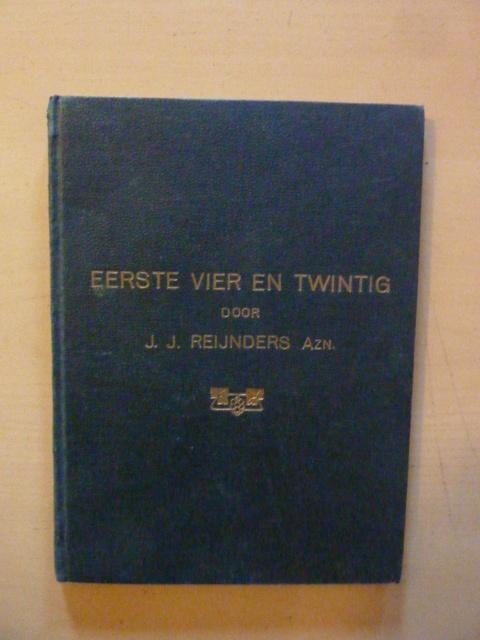 EERSTE VIER EN TWINTIG
DOOR
J. J. REIJNDERS AZN.